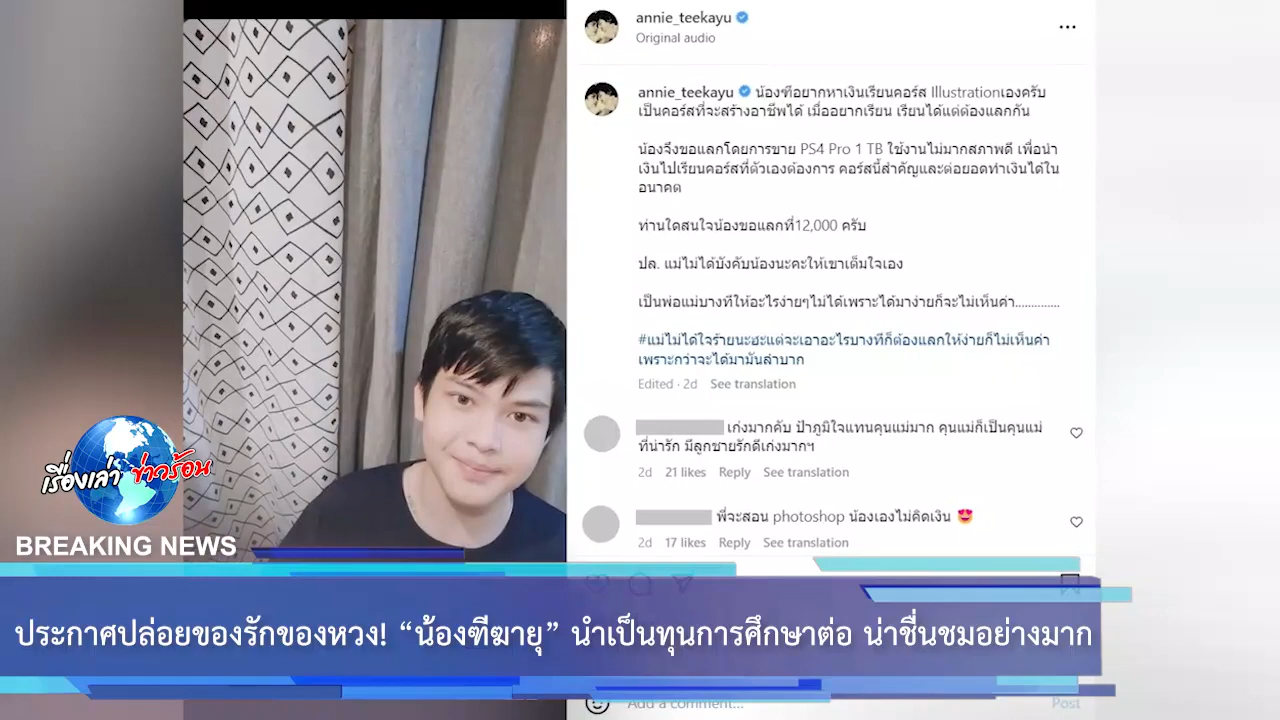 annie_teekayu
Original audio
annie_teekayu น้องฑีอยากหาเงินเรียนคอร์ส Illustrationเองครับ
เป็นคอร์สที่จะสร้างอาชีพได้ เมื่ออยากเรียน เรียนได้แต่ต้องแลกกัน
น้องจึงขอแลกโดยการขาย PS4 Pro 1 TB ใช้งานไม่มากสภาพดี เพื่อนำ
เงินไปเรียนคอร์สที่ตัวเองต้องการ คอร์สนี้สำคัญและต่อยอดทำเงินได้ใน
อนาคต
ท่านใดสนใจน้องขอแลกที่12,000 ครับ
ปล. แม่ไม่ได้บังคับน้องนะคะให้เขาเต็มใจเอง
เป็นพ่อแม่บางทีให้อะไรง่ายๆไม่ได้เพราะได้มาง่ายก็จะไม่เห็นค่า..............
#แม่ไม่ได้ใจร้ายนะฮะแต่จะเอาอะไรบางทีก็ต้องแลกให้ง่ายก็ไม่เห็นค่า
เพราะกว่าจะได้มามันลำบาก
Edited · 2d See translation
เก่งมากคับ ป้าภูมิใจแทนคุณแม่มาก คุณแม่ก็เป็นคุณแม่
ที่น่ารัก มีลูกชายรักดีเก่งมากฯ
2d 21 likes Reply See translation
พี่จะสอน photoshop น้องเองไม่คิดเงิน 😍
2d 17 likes Reply See translation
เรื่องเล่า ข่าวร้อน
BREAKING NEWS
ประกาศปล่อยของรักของหวง! “น้องฑีฆายุ” นำเป็นทุนการศึกษาต่อ น่าชื่นชมอย่างมาก
Add a comment...
Post